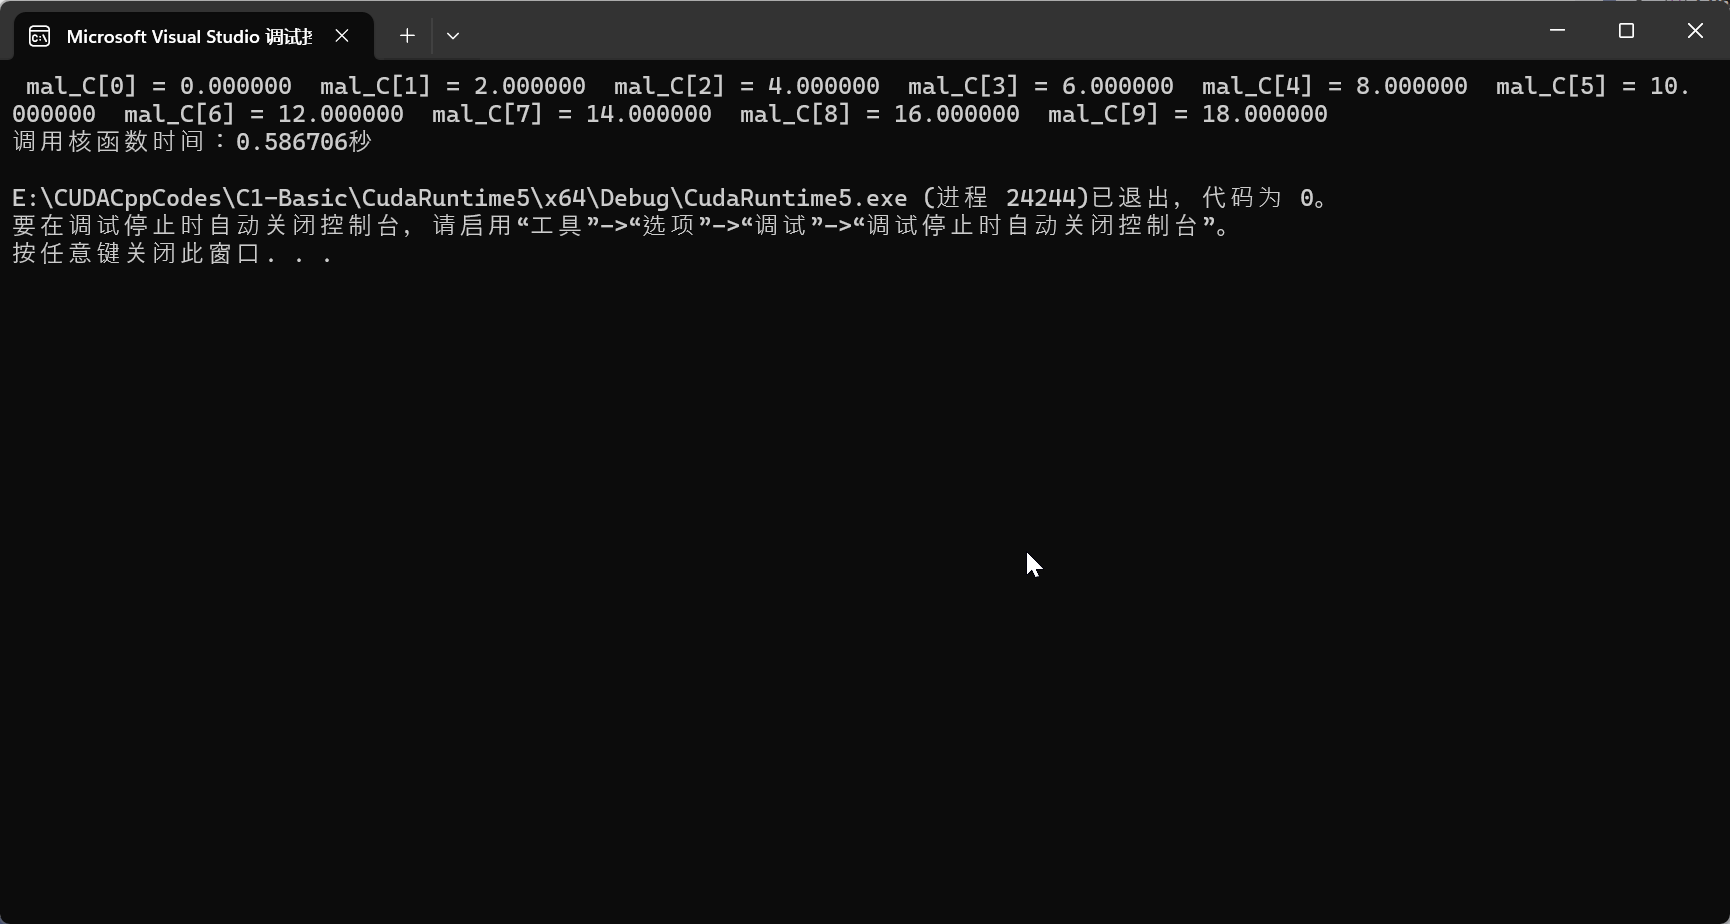 Microsoft Visual Studio 调试
mal_C[0] = 0.000000  mal_C[1] = 2.000000  mal_C[2] = 4.000000  mal_C[3] = 6.000000  mal_C[4] = 8.000000  mal_C[5] = 10.
000000  mal_C[6] = 12.000000  mal_C[7] = 14.000000  mal_C[8] = 16.000000  mal_C[9] = 18.000000
调用核函数时间：0.586706秒
E:\CUDACppCodes\C1-Basic\CudaRuntime5\x64\Debug\CudaRuntime5.exe (进程 24244)已退出，代码为 0。
要在调试停止时自动关闭控制台，请启用“工具”->“选项”->“调试”->“调试停止时自动关闭控制台”。
按任意键关闭此窗口. . .